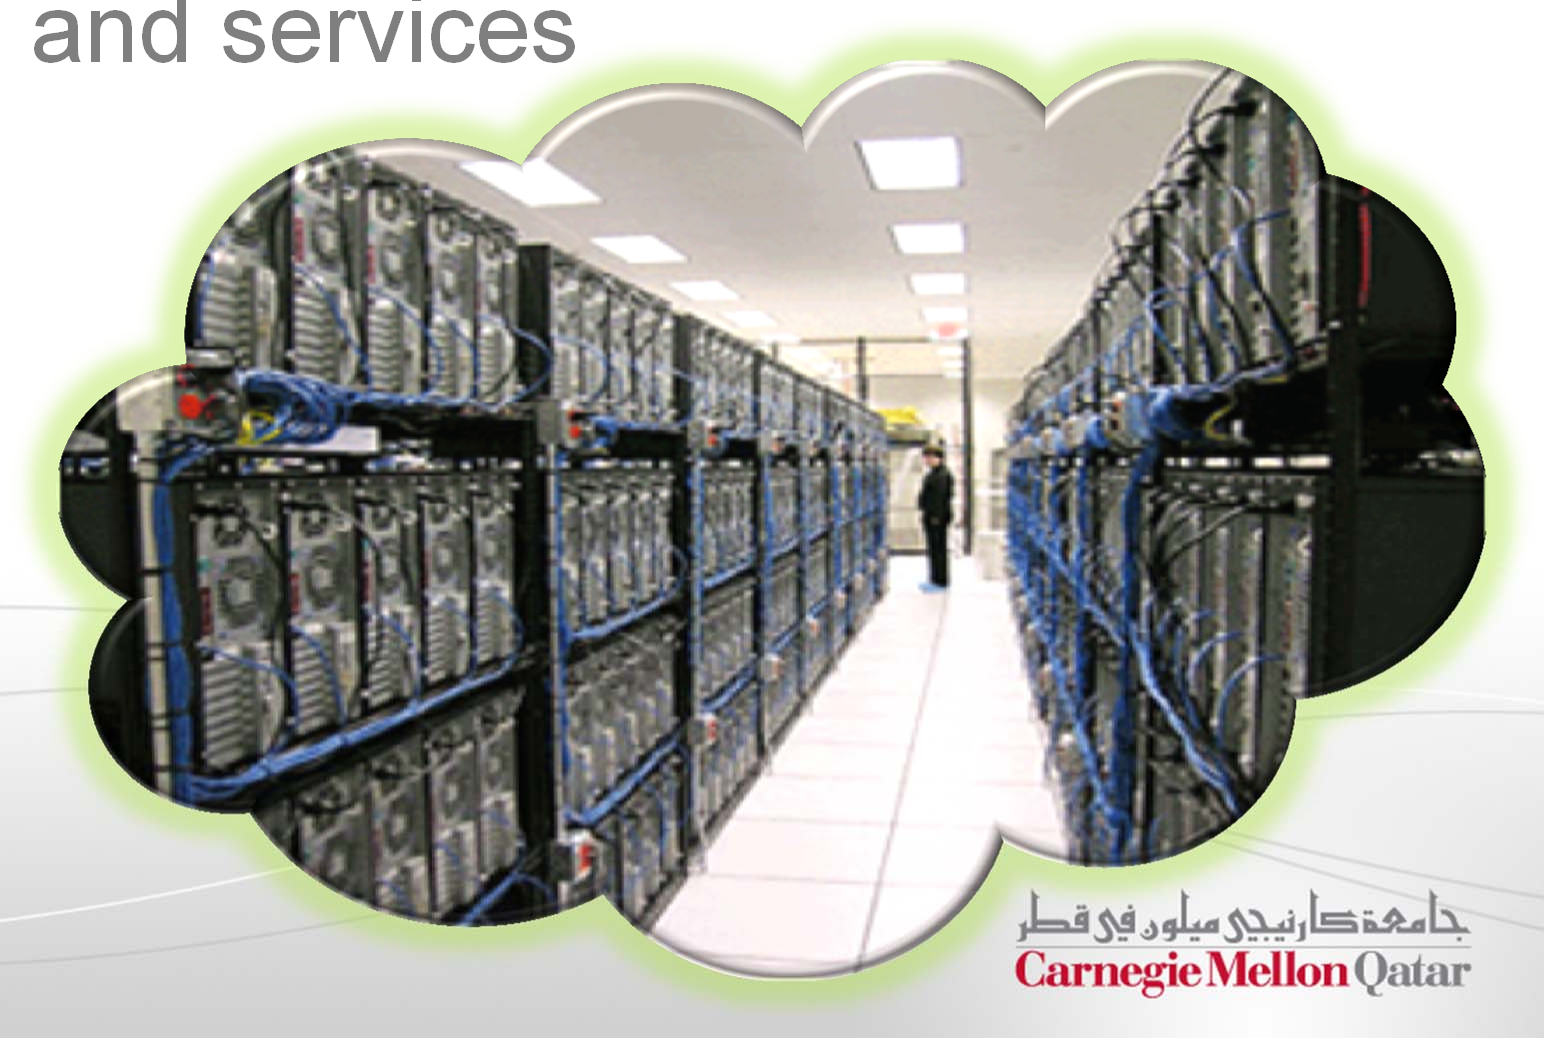 and services
جامعة كارنيجي ميلون في قطر
Carnegie Mellon Qatar